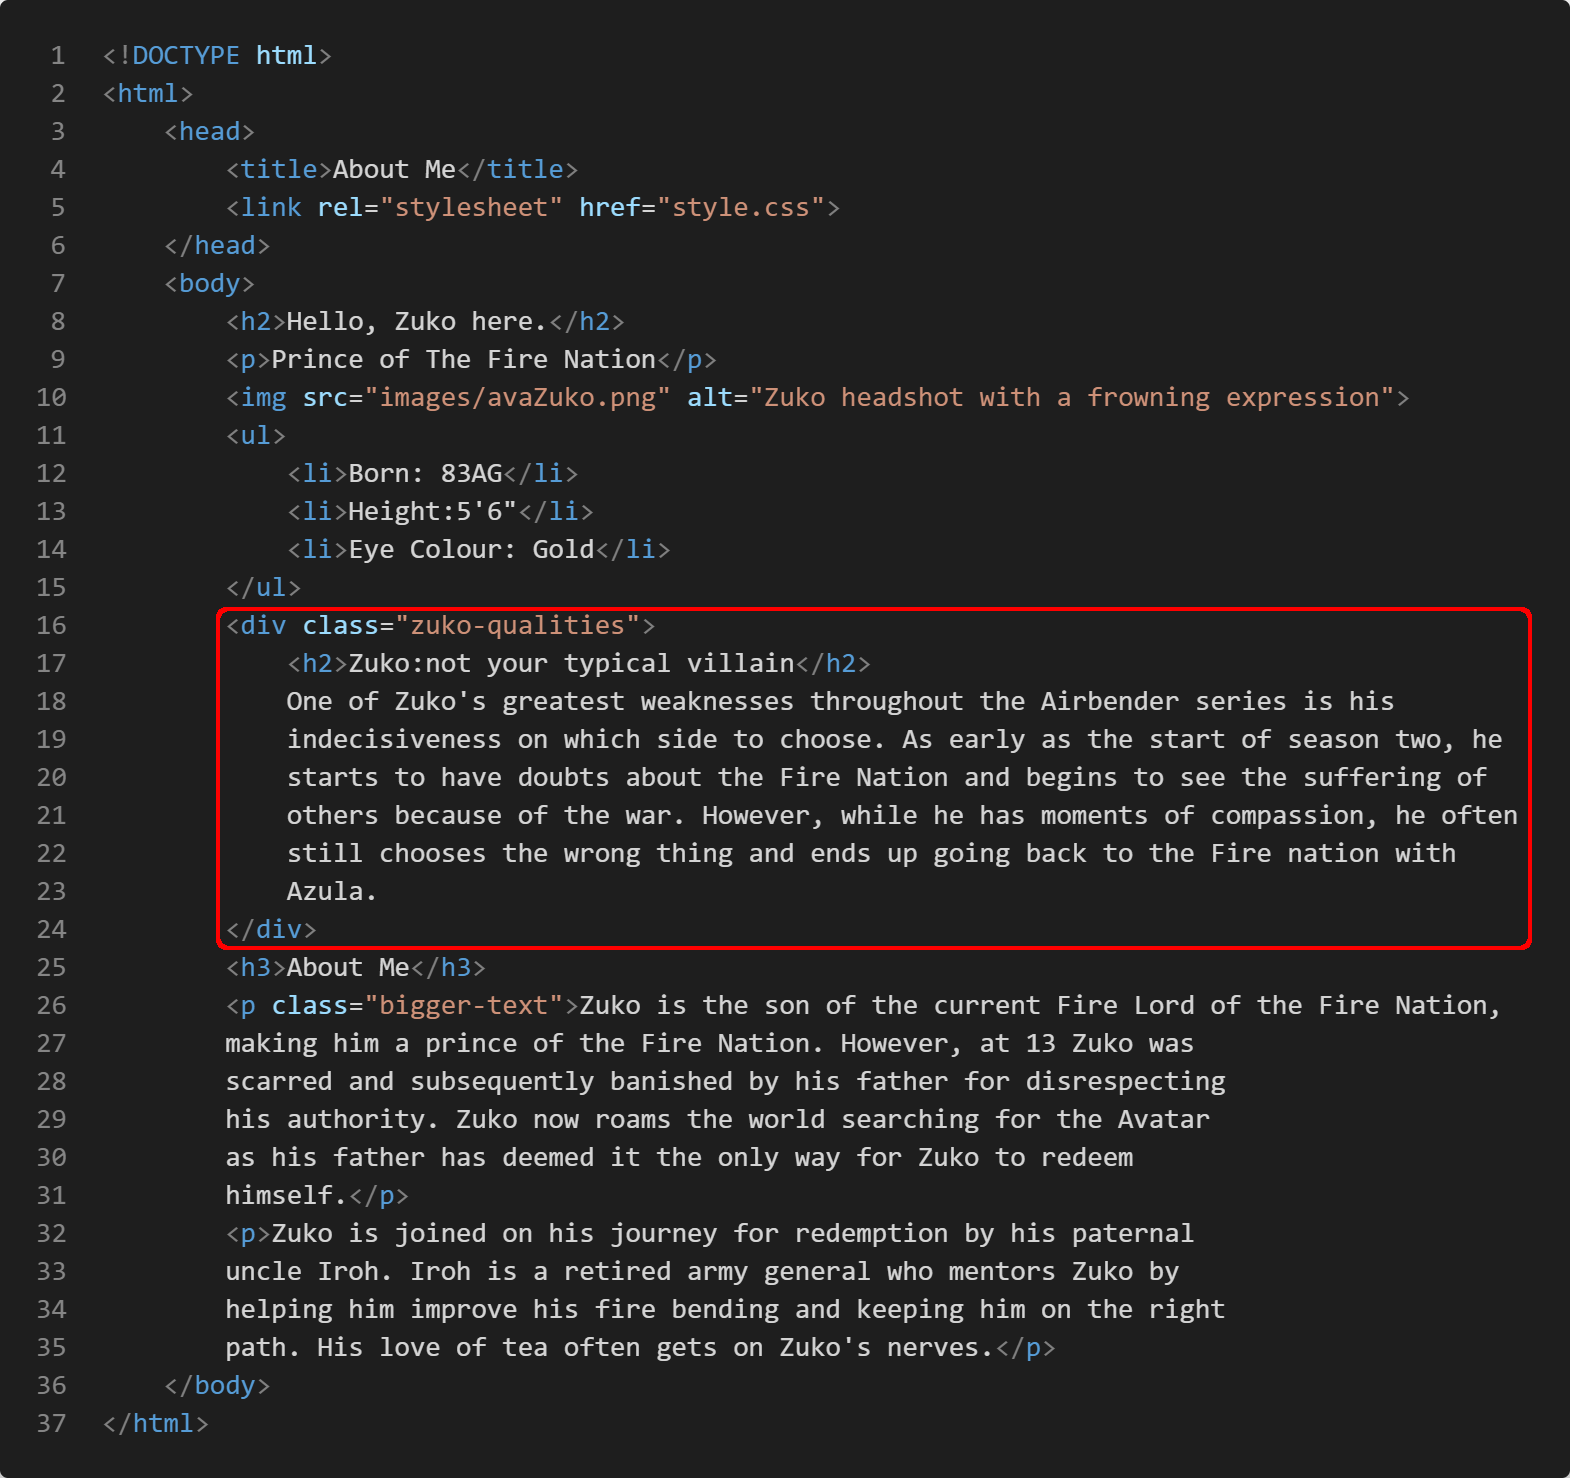 1 <!DOCTYPE html>
2 <html>
3     <head>
4         <title>About Me</title>
5         <link rel="stylesheet" href="style.css">
6     </head>
7     <body>
8         <h2>Hello, Zuko here.</h2>
9         <p>Prince of The Fire Nation</p>
10         <img src="images/avaZuko.png" alt="Zuko headshot with a frowning expression">
11         <ul>
12             <li>Born: 83AG</li>
13             <li>Height:5'6"</li>
14             <li>Eye Colour: Gold</li>
15         </ul>
16         <div class="zuko-qualities">
17             <h2>Zuko:not your typical villain</h2>
18             One of Zuko's greatest weaknesses throughout the Airbender series is his
19             indecisiveness on which side to choose. As early as the start of season two, he
20             starts to have doubts about the Fire Nation and begins to see the suffering of
21             others because of the war. However, while he has moments of compassion, he often
22             still chooses the wrong thing and ends up going back to the Fire nation with
23             Azula.
24         </div>
25         <h3>About Me</h3>
26         <p class="bigger-text">Zuko is the son of the current Fire Lord of the Fire Nation,
27         making him a prince of the Fire Nation. However, at 13 Zuko was
28         scarred and subsequently banished by his father for disrespecting
29         his authority. Zuko now roams the world searching for the Avatar
30         as his father has deemed it the only way for Zuko to redeem
31         himself.</p>
32         <p>Zuko is joined on his journey for redemption by his paternal
33         uncle Iroh. Iroh is a retired army general who mentors Zuko by
34         helping him improve his fire bending and keeping him on the right
35         path. His love of tea often gets on Zuko's nerves.</p>
36     </body>
37 </html>